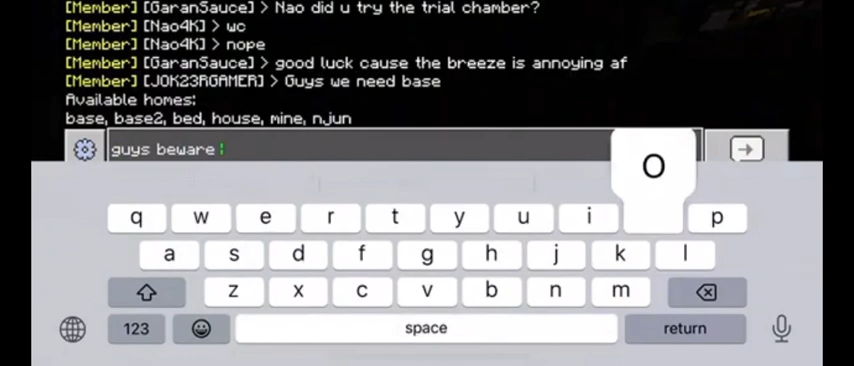 [Member] [GaranSauce] > Nao did u try the trial chamber?
[Member] [Nao4K] > wc
[Member] [Nao4K] > nope
[Member] [GaranSauce] > good luck cause the breeze is annoying af
[Member] [JOK23RGAMER] > Guys we need base
Available homes:
base, base2, bed, house, mine, njun
guys beware
O
q w e r t y u i p
a s d f g h j k l
z x c v b n m
123 space return